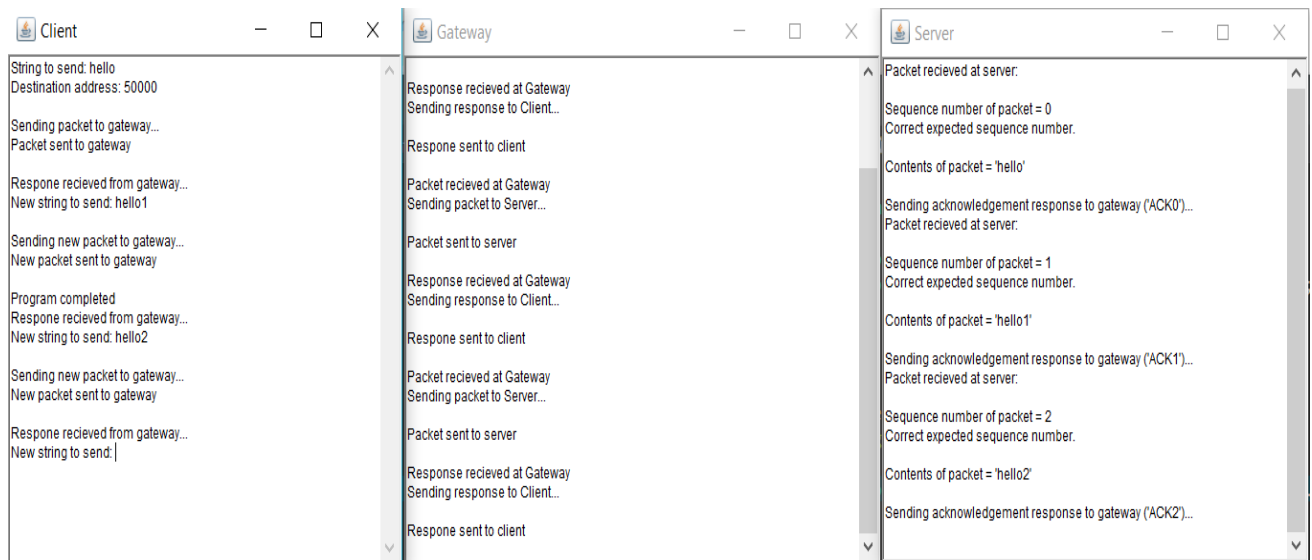 Client
String to send: hello
Destination address: 50000
Sending packet to gateway...
Packet sent to gateway
Respone recieved from gateway...
New string to send: hello1
Sending new packet to gateway...
New packet sent to gateway
Program completed
Respone recieved from gateway...
New string to send: hello2
Sending new packet to gateway...
New packet sent to gateway
Respone recieved from gateway...
New string to send:
Gateway
Response recieved at Gateway
Sending response to Client...
Respone sent to client
Packet recieved at Gateway
Sending packet to Server...
Packet sent to server
Response recieved at Gateway
Sending response to Client...
Respone sent to client
Packet recieved at Gateway
Sending packet to Server...
Packet sent to server
Response recieved at Gateway
Sending response to Client...
Respone sent to client
Server
Packet recieved at server:
Sequence number of packet = 0
Correct expected sequence number.
Contents of packet = 'hello'
Sending acknowledgement response to gateway ('ACK0')...
Packet recieved at server:
Sequence number of packet = 1
Correct expected sequence number.
Contents of packet = 'hello1'
Sending acknowledgement response to gateway ('ACK1')...
Packet recieved at server:
Sequence number of packet = 2
Correct expected sequence number.
Contents of packet = 'hello2'
Sending acknowledgement response to gateway ('ACK2')...